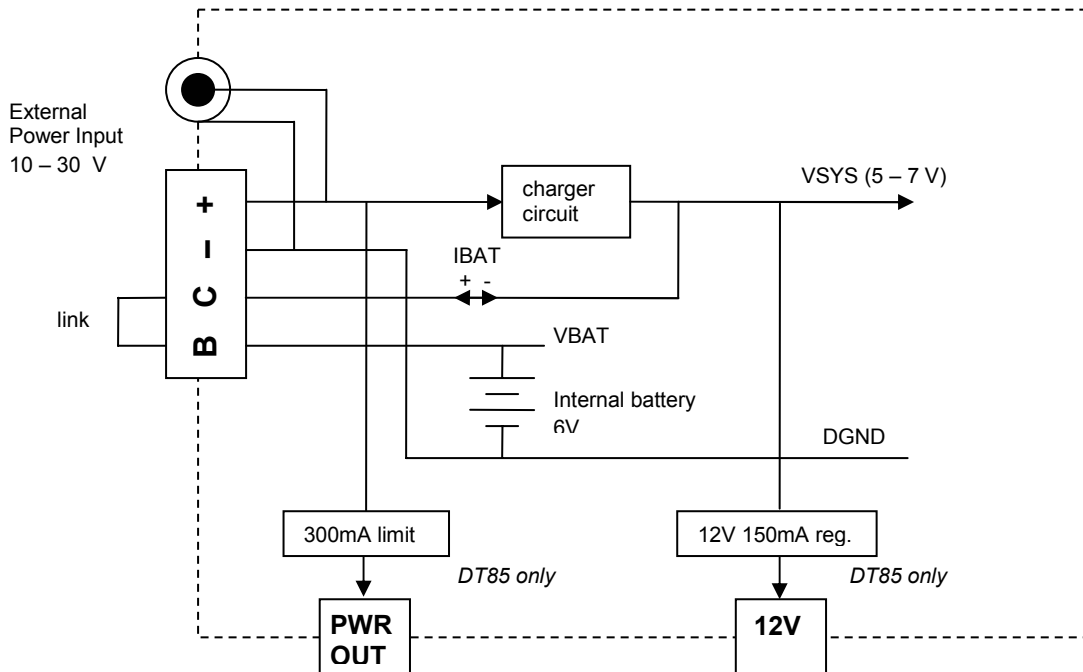 External
Power Input
10 – 30 V
+
–
C
B
link
charger
circuit
VSYS (5 – 7 V)
IBAT
+ -
VBAT
Internal battery
6V
DGND
300mA limit
12V 150mA reg.
DT85 only
DT85 only
PWR
OUT
12V